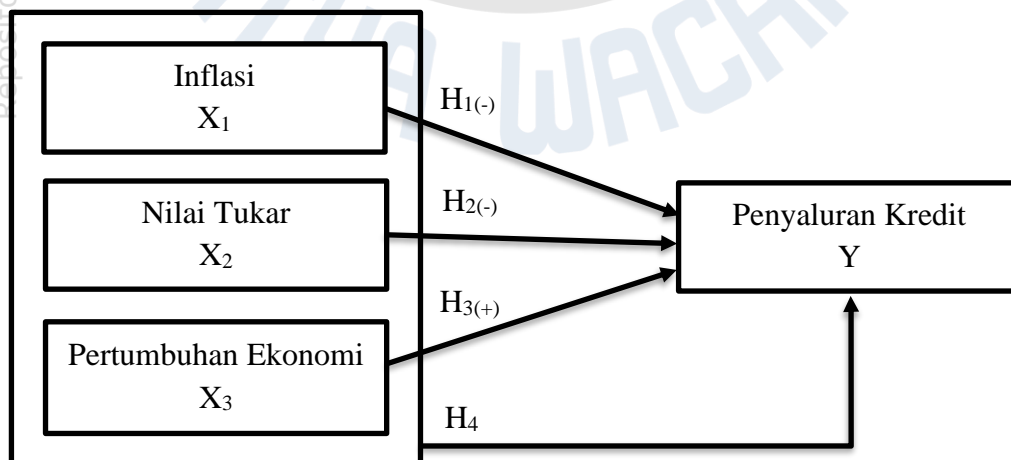 Inflasi
X₁
H₁₍₋₎
Nilai Tukar
X₂
H₂₍₋₎
Penyaluran Kredit
Y
H₃₍₊₎
Pertumbuhan Ekonomi
X₃
H₄